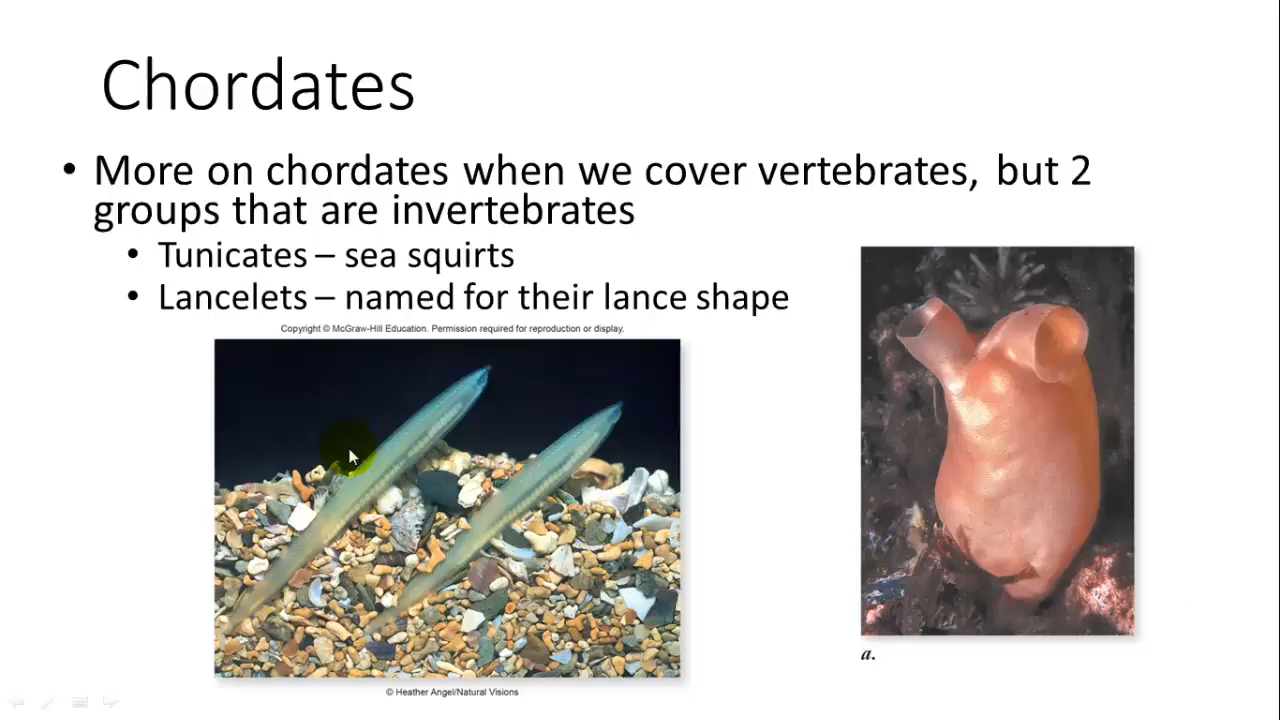 Chordates
• More on chordates when we cover vertebrates, but 2
groups that are invertebrates
• Tunicates – sea squirts
• Lancelets – named for their lance shape
Copyright © McGraw-Hill Education. Permission required for reproduction or display.
a.
© Heather Angel/Natural Visions